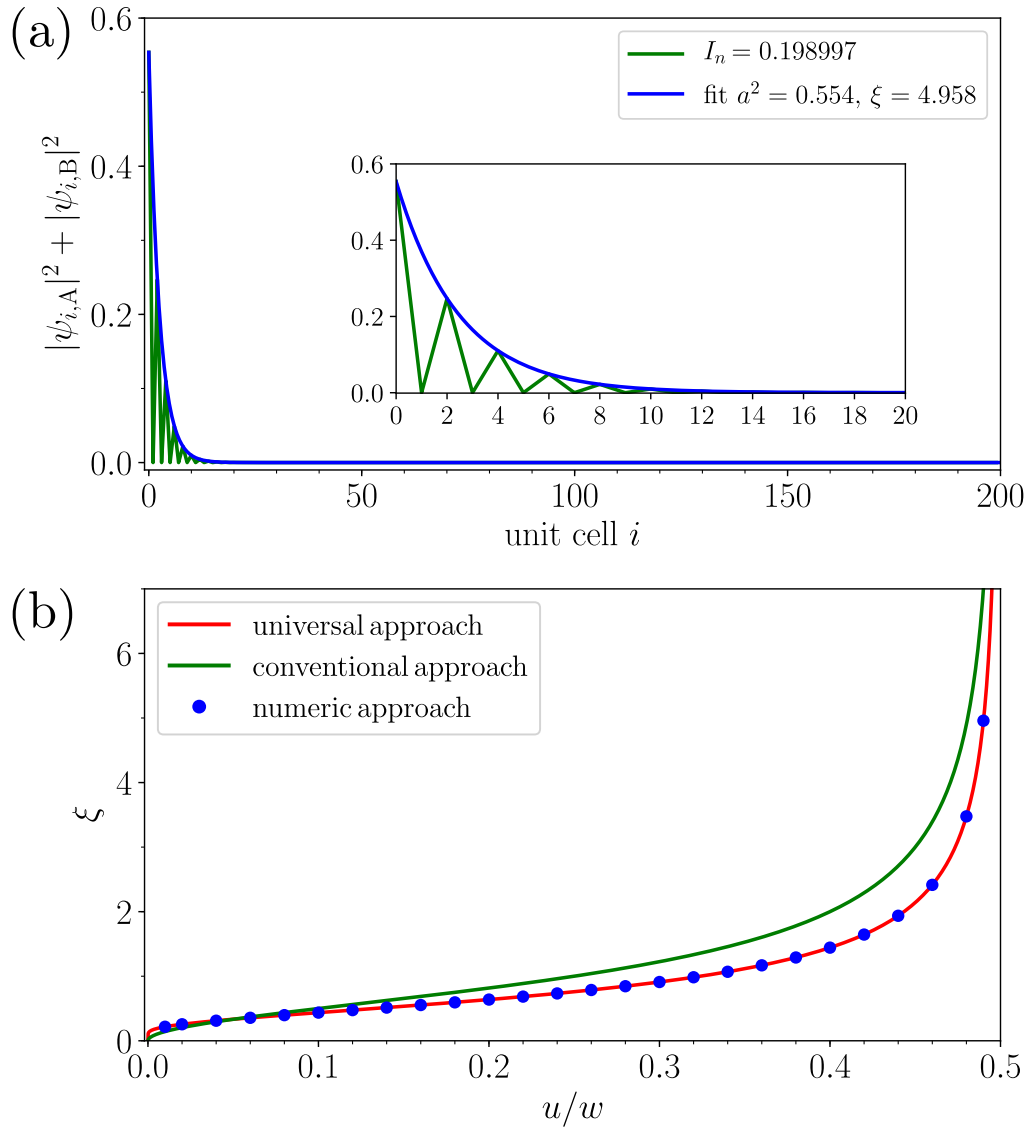 (a)
0.6
0.4
0.2
0.0
|ψ_{i,A}|^2 + |ψ_{i,B}|^2
I_n = 0.198997
fit a^2 = 0.554, ξ = 4.958
0.6
0.4
0.2
0.0
0 2 4 6 8 10 12 14 16 18 20
0 50 100 150 200
unit cell i
(b)
universal approach
conventional approach
numeric approach
6
4
2
0
ξ
0.0 0.1 0.2 0.3 0.4 0.5
u/w